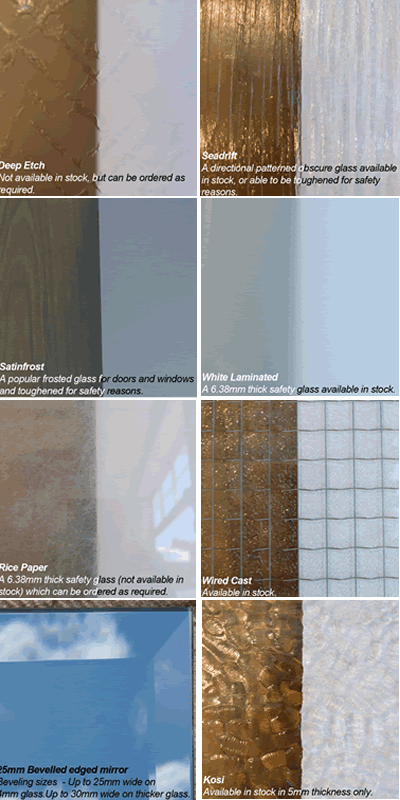 Deep Etch
Not available in stock, but can be ordered as
required.
Seadrift
A directional patterned obscure glass available
in stock, or able to be toughened for safety
reasons.
Satinfrost
A popular frosted glass for doors and windows
and toughened for safety reasons.
White Laminated
A 6.38mm thick safety glass available in stock.
Rice Paper
A 6.38mm thick safety glass (not available in
stock) which can be ordered as required.
Wired Cast
Available in stock.
25mm Bevelled edged mirror
Beveling sizes - Up to 25mm wide on
4mm glass.Up to 30mm wide on thicker glass.
Kosi
Available in stock in 5mm thickness only.